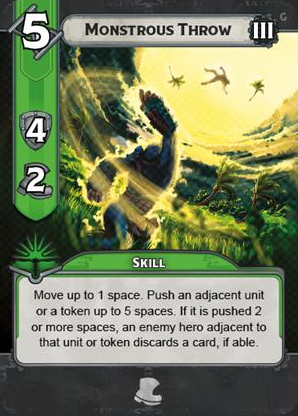 5
MONSTROUS THROW
III
G
4
2
SKILL
Move up to 1 space. Push an adjacent unit
or a token up to 5 spaces. If it is pushed 2
or more spaces, an enemy hero adjacent to
that unit or token discards a card, if able.